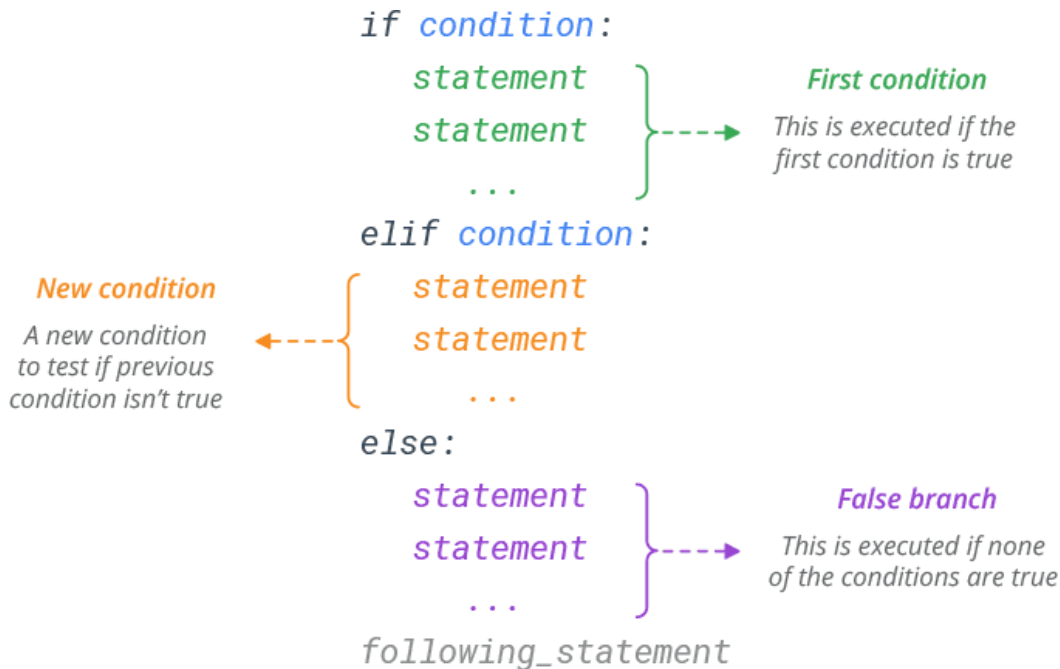 if condition:
statement
statement
...
First condition
This is executed if the
first condition is true
elif condition:
statement
statement
...
New condition
A new condition
to test if previous
condition isn’t true
else:
statement
statement
...
False branch
This is executed if none
of the conditions are true
following_statement